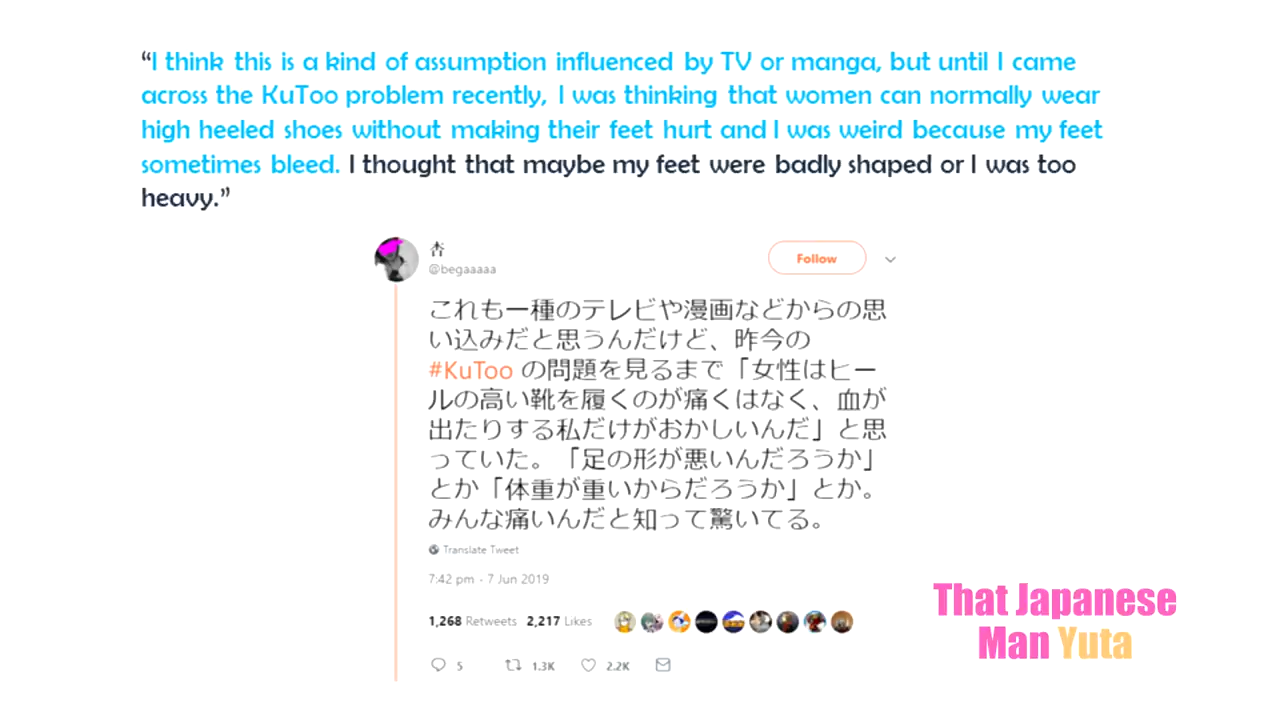 “I think this is a kind of assumption influenced by TV or manga, but until I came
across the KuToo problem recently, I was thinking that women can normally wear
high heeled shoes without making their feet hurt and I was weird because my feet
sometimes bleed. I thought that maybe my feet were badly shaped or I was too
heavy.”
杏
@begaaaaa
Follow
これも一種のテレビや漫画などからの思
い込みだと思うんだけど、昨今の
#KuToo の問題を見るまで「女性はヒー
ルの高い靴を履くのが痛くはなく、血が
出たりする私だけがおかしいんだ」と思
っていた。「足の形が悪いんだろうか」
とか「体重が重いからだろうか」とか。
みんな痛いんだと知って驚いてる。
Translate Tweet
7:42 pm - 7 Jun 2019
1,268 Retweets 2,217 Likes
5 1.3K 2.2K
That Japanese
Man Yuta